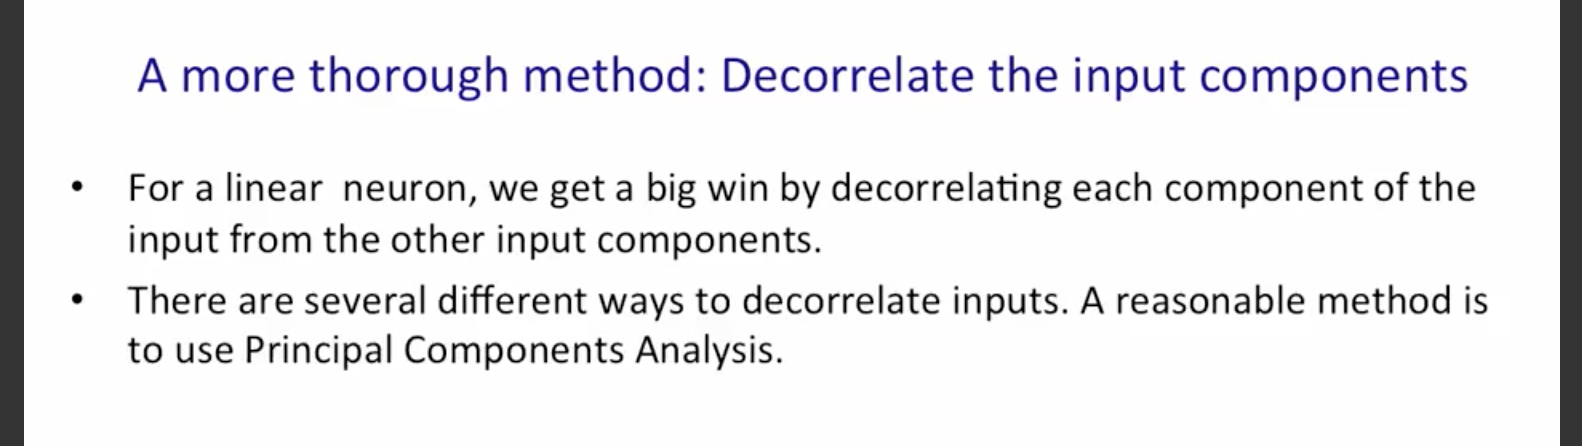 A more thorough method: Decorrelate the input components
• For a linear neuron, we get a big win by decorrelating each component of the
input from the other input components.
• There are several different ways to decorrelate inputs. A reasonable method is
to use Principal Components Analysis.